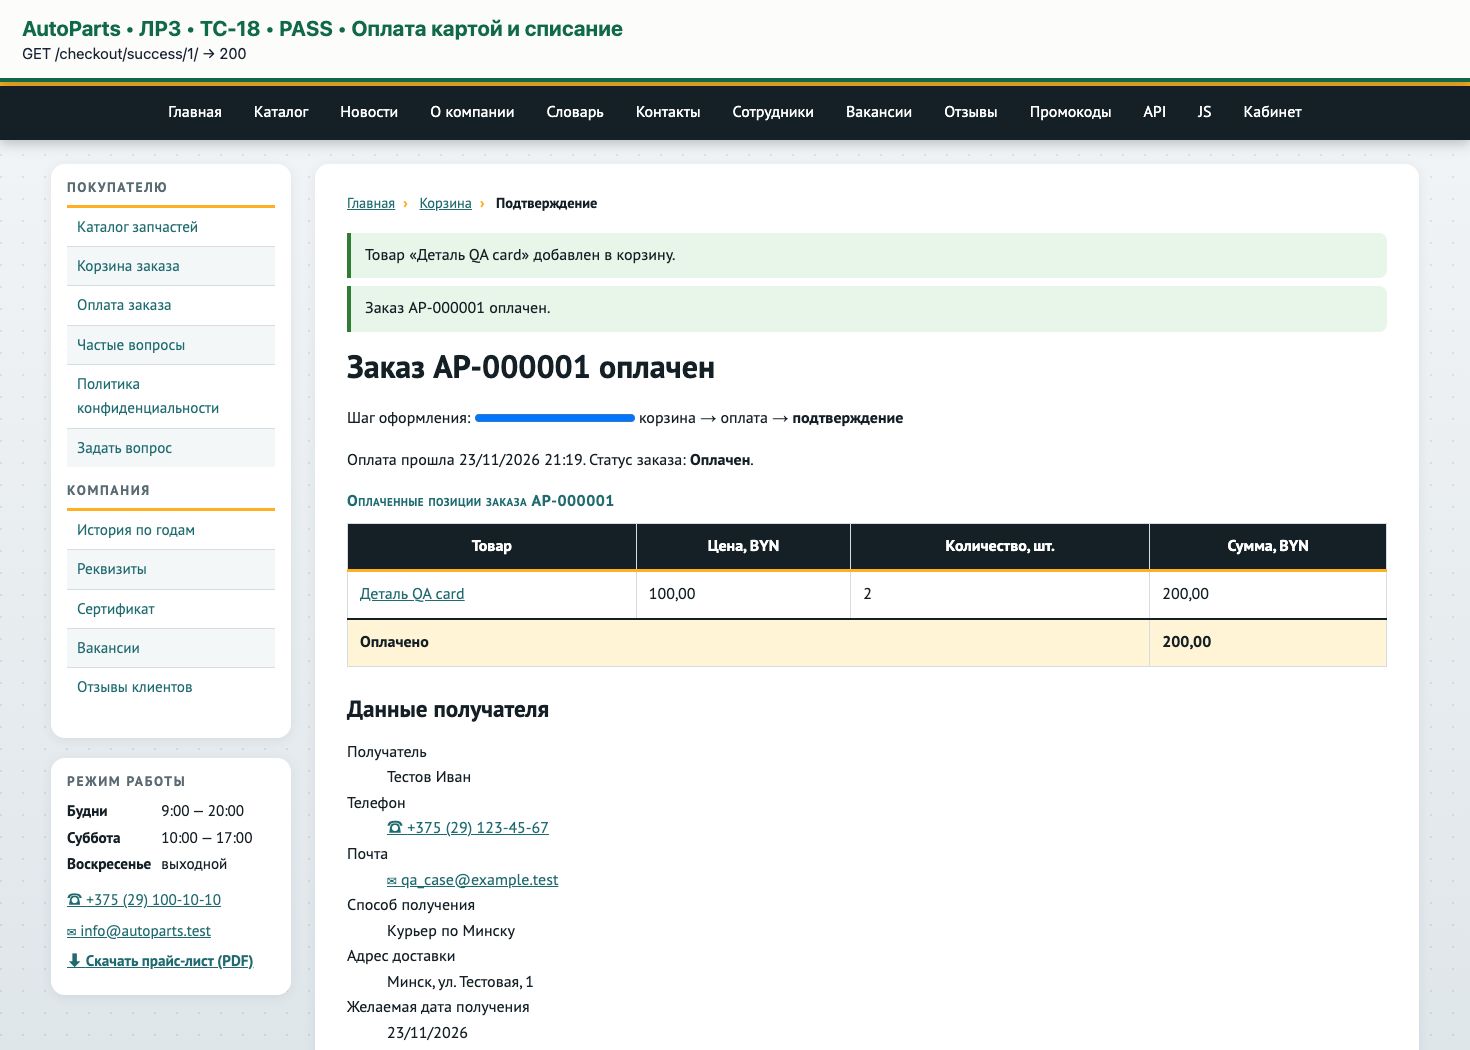 AutoParts • ЛР3 • TC-18 • PASS • Оплата картой и списание
GET /checkout/success/1/ → 200
Главная Каталог Новости О компании Словарь Контакты Сотрудники Вакансии Отзывы Промокоды API JS Кабинет
ПОКУПАТЕЛЮ
Каталог запчастей
Корзина заказа
Оплата заказа
Частые вопросы
Политика
конфиденциальности
Задать вопрос
КОМПАНИЯ
История по годам
Реквизиты
Сертификат
Вакансии
Отзывы клиентов
РЕЖИМ РАБОТЫ
Будни 9:00 — 20:00
Суббота 10:00 — 17:00
Воскресенье выходной
☎ +375 (29) 100-10-10
✉ info@autoparts.test
⬇ Скачать прайс-лист (PDF)
Главная › Корзина › Подтверждение
Товар «Деталь QA card» добавлен в корзину.
Заказ AP-000001 оплачен.
Заказ AP-000001 оплачен
Шаг оформления: корзина → оплата → подтверждение
Оплата прошла 23/11/2026 21:19. Статус заказа: Оплачен.
Оплаченные позиции заказа AP-000001
Товар Цена, BYN Количество, шт. Сумма, BYN
Деталь QA card 100,00 2 200,00
Оплачено 200,00
Данные получателя
Получатель
Тестов Иван
Телефон
☎ +375 (29) 123-45-67
Почта
✉ qa_case@example.test
Способ получения
Курьер по Минску
Адрес доставки
Минск, ул. Тестовая, 1
Желаемая дата получения
23/11/2026